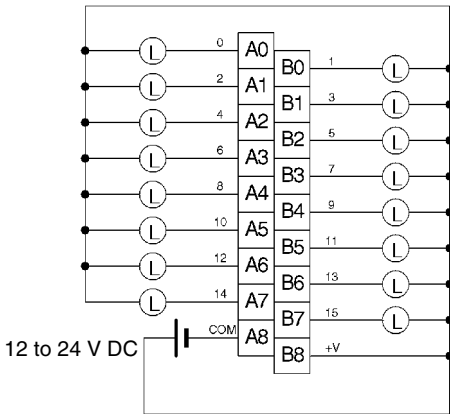 L 0 A0
B0 1 L
L 2 A1
B1 3 L
L 4 A2
B2 5 L
L 6 A3
B3 7 L
L 8 A4
B4 9 L
L 10 A5
B5 11 L
L 12 A6
B6 13 L
L 14 A7
B7 15 L
12 to 24 V DC COM A8
B8 +V